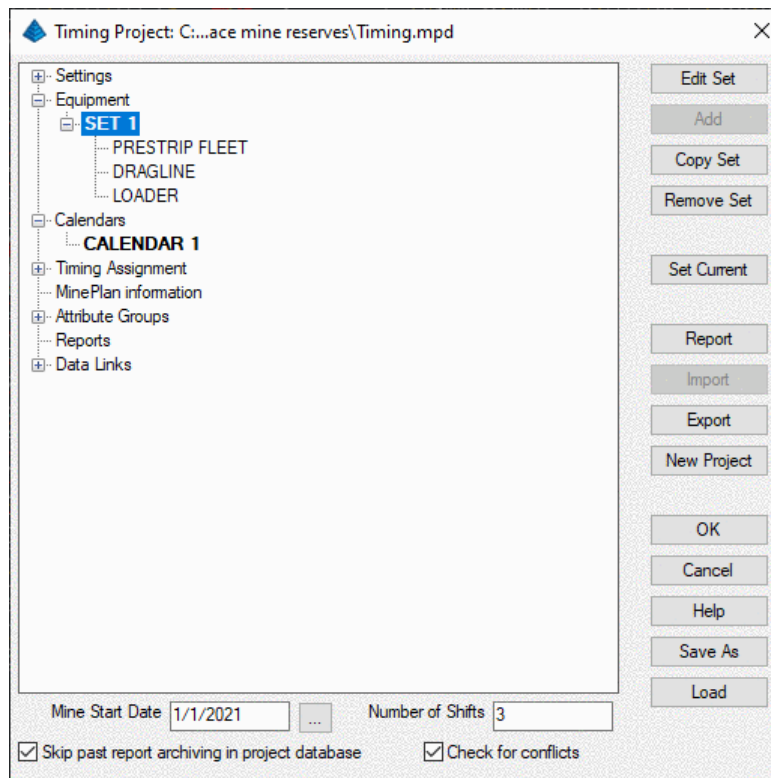 Timing Project: C:...ace mine reserves\Timing.mpd
Settings
Equipment
SET 1
PRESTRIP FLEET
DRAGLINE
LOADER
Calendars
CALENDAR 1
Timing Assignment
MinePlan information
Attribute Groups
Reports
Data Links
Edit Set
Add
Copy Set
Remove Set
Set Current
Report
Import
Export
New Project
OK
Cancel
Help
Save As
Load
Mine Start Date 1/1/2021 ... Number of Shifts 3
Skip past report archiving in project database Check for conflicts